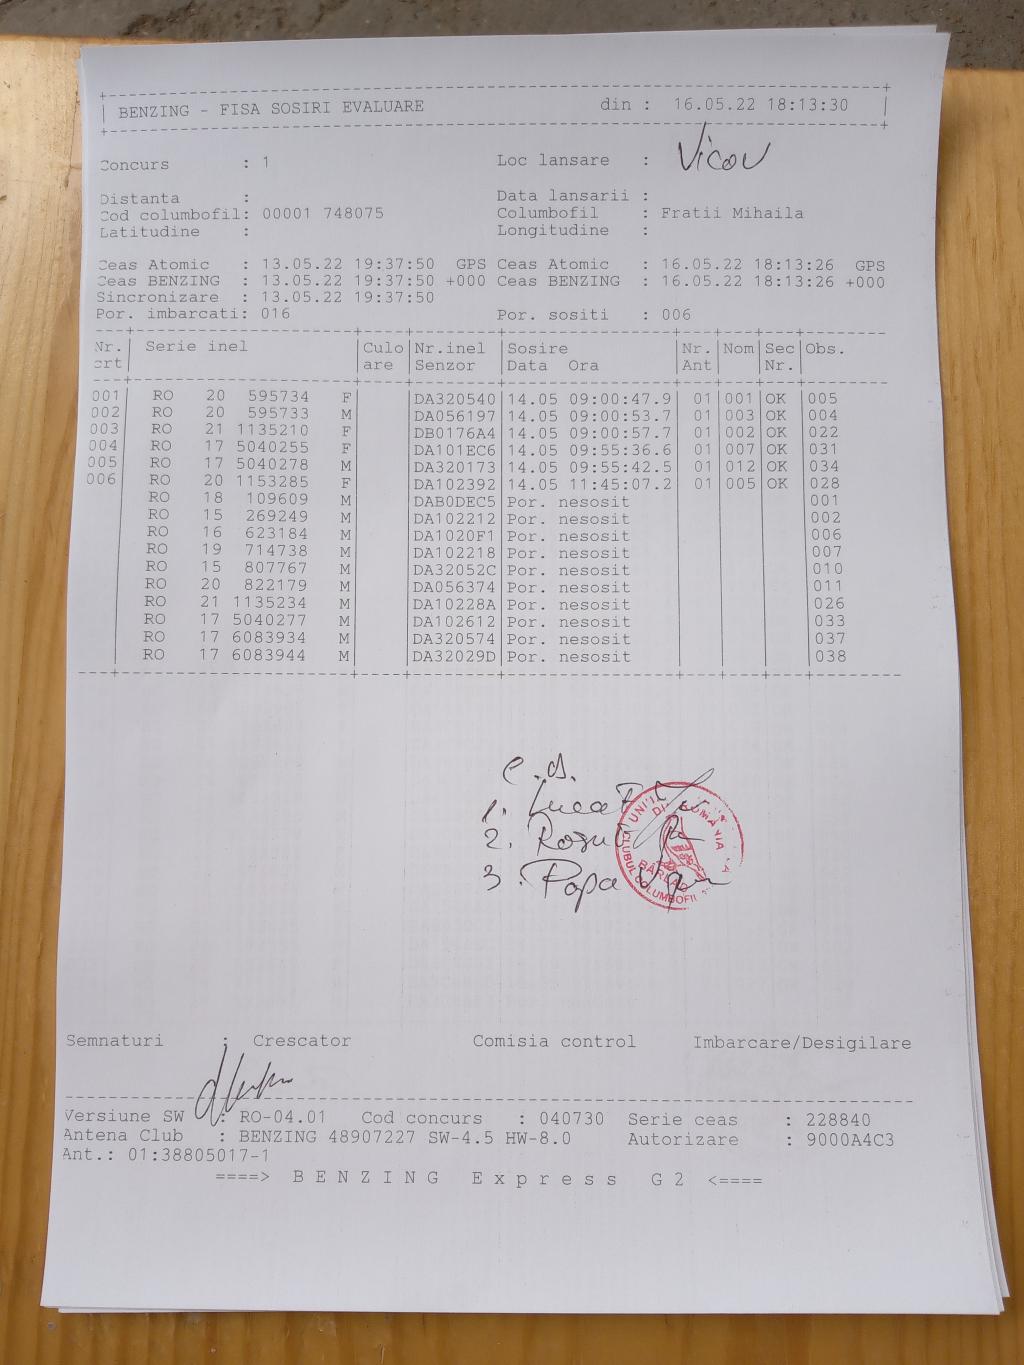 BENZING - FISA SOSIRI EVALUARE din : 16.05.22 18:13:30
Concurs : 1 Loc lansare : Vicov
Distanta : Data lansarii :
Cod columbofil: 00001 748075 Columbofil : Fratii Mihaila
Latitudine : Longitudine :
Ceas Atomic : 13.05.22 19:37:50 GPS Ceas Atomic : 16.05.22 18:13:26 GPS
Ceas BENZING : 13.05.22 19:37:50 +000 Ceas BENZING : 16.05.22 18:13:26 +000
Sincronizare : 13.05.22 19:37:50
Por. imbarcati: 016 Por. sositi : 006
Nr. Serie inel Culo Nr.inel Sosire Nr. Nom Sec Obs.
crt are Senzor Data Ora Ant Nr.
001 RO 20 595734 F DA320540 14.05 09:00:47.9 01 001 OK 005
002 RO 20 595733 M DA056197 14.05 09:00:53.7 01 003 OK 004
003 RO 21 1135210 F DB0176A4 14.05 09:00:57.7 01 002 OK 022
004 RO 17 5040255 F DA101EC6 14.05 09:55:36.6 01 007 OK 031
005 RO 17 5040278 M DA320173 14.05 09:55:42.5 01 012 OK 034
006 RO 20 1153285 F DA102392 14.05 11:45:07.2 01 005 OK 028
RO 18 109609 M DAB0DEC5 Por. nesosit 001
RO 15 269249 M DA102212 Por. nesosit 002
RO 16 623184 M DA1020F1 Por. nesosit 006
RO 19 714738 M DA102218 Por. nesosit 007
RO 15 807767 M DA32052C Por. nesosit 010
RO 20 822179 M DA056374 Por. nesosit 011
RO 21 1135234 M DA10228A Por. nesosit 026
RO 17 5040277 M DA102612 Por. nesosit 033
RO 17 6083934 M DA320574 Por. nesosit 037
RO 17 6083944 M DA32029D Por. nesosit 038
1. Luca
2.
3. Popa
CLUBUL COLUMBOFIL
BÂRLAD
Semnaturi : Crescator Comisia control Imbarcare/Desigilare
Versiune SW : RO-04.01 Cod concurs : 040730 Serie ceas : 228840
Antena Club : BENZING 48907227 SW-4.5 HW-8.0 Autorizare : 9000A4C3
Ant.: 01:38805017-1
====> BENZING Express G2 <====